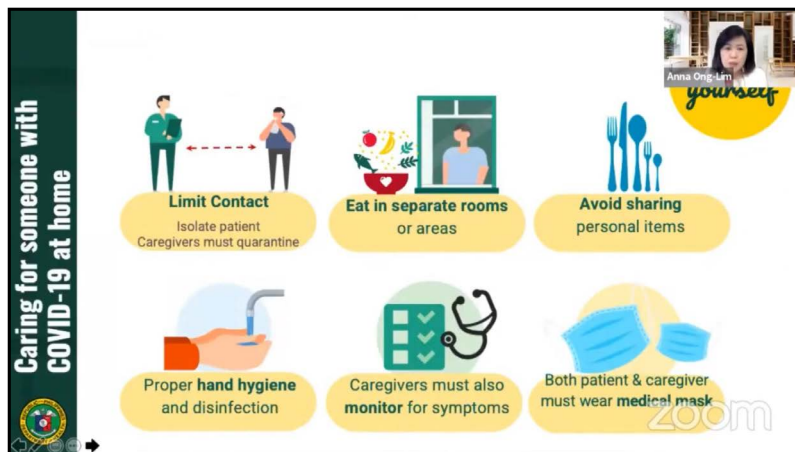 Caring for someone with
COVID-19 at home
Anna Ong-Lim
yourself
Limit Contact
Isolate patient
Caregivers must quarantine
Eat in separate rooms
or areas
Avoid sharing
personal items
Proper hand hygiene
and disinfection
Caregivers must also
monitor for symptoms
Both patient & caregiver
must wear medical mask
zoom